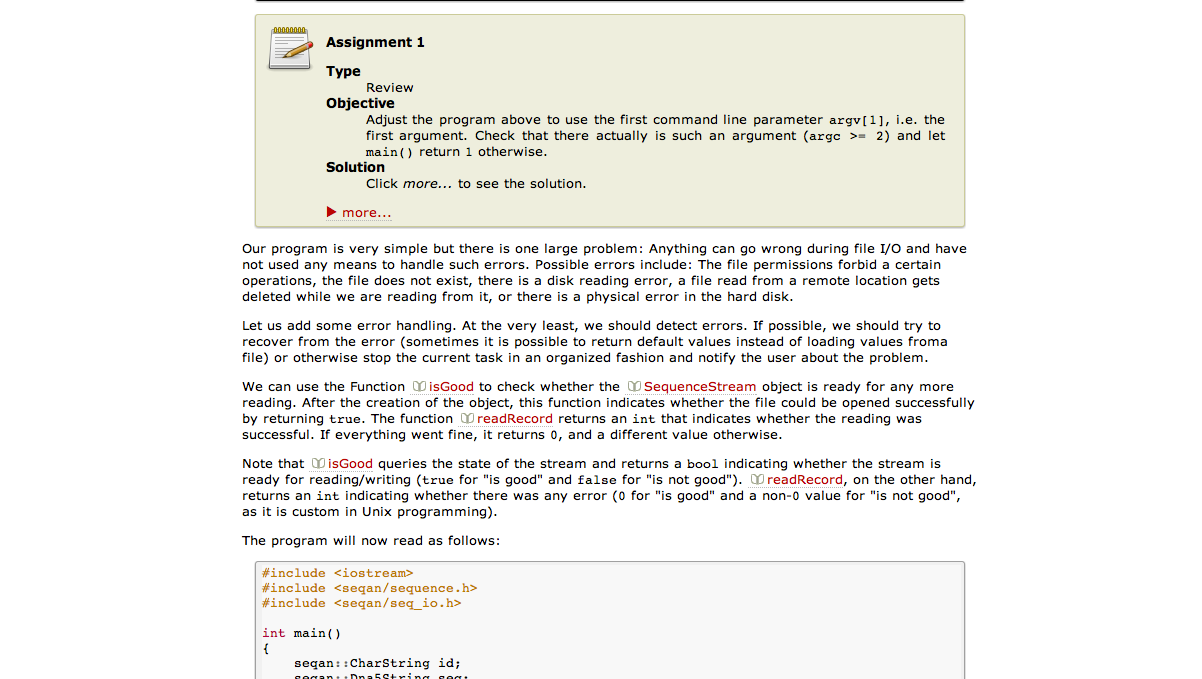 Assignment 1
Type
Review
Objective
Adjust the program above to use the first command line parameter argv[1], i.e. the
first argument. Check that there actually is such an argument (argc >= 2) and let
main() return 1 otherwise.
Solution
Click more... to see the solution.
more...
Our program is very simple but there is one large problem: Anything can go wrong during file I/O and have
not used any means to handle such errors. Possible errors include: The file permissions forbid a certain
operations, the file does not exist, there is a disk reading error, a file read from a remote location gets
deleted while we are reading from it, or there is a physical error in the hard disk.
Let us add some error handling. At the very least, we should detect errors. If possible, we should try to
recover from the error (sometimes it is possible to return default values instead of loading values froma
file) or otherwise stop the current task in an organized fashion and notify the user about the problem.
We can use the Function isGood to check whether the SequenceStream object is ready for any more
reading. After the creation of the object, this function indicates whether the file could be opened successfully
by returning true. The function readRecord returns an int that indicates whether the reading was
successful. If everything went fine, it returns 0, and a different value otherwise.
Note that isGood queries the state of the stream and returns a bool indicating whether the stream is
ready for reading/writing (true for "is good" and false for "is not good"). readRecord, on the other hand,
returns an int indicating whether there was any error (0 for "is good" and a non-0 value for "is not good",
as it is custom in Unix programming).
The program will now read as follows:
#include <iostream>
#include <seqan/sequence.h>
#include <seqan/seq_io.h>
int main()
{
seqan::CharString id;
seqan::Dna5String seq;